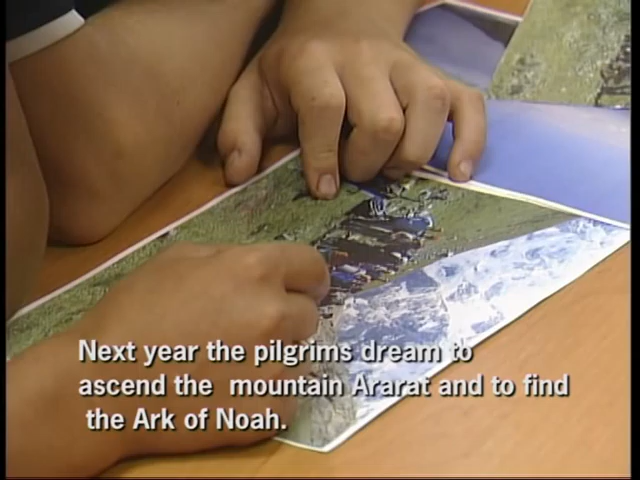 Next year the pilgrims dream to
ascend the mountain Ararat and to find
the Ark of Noah.